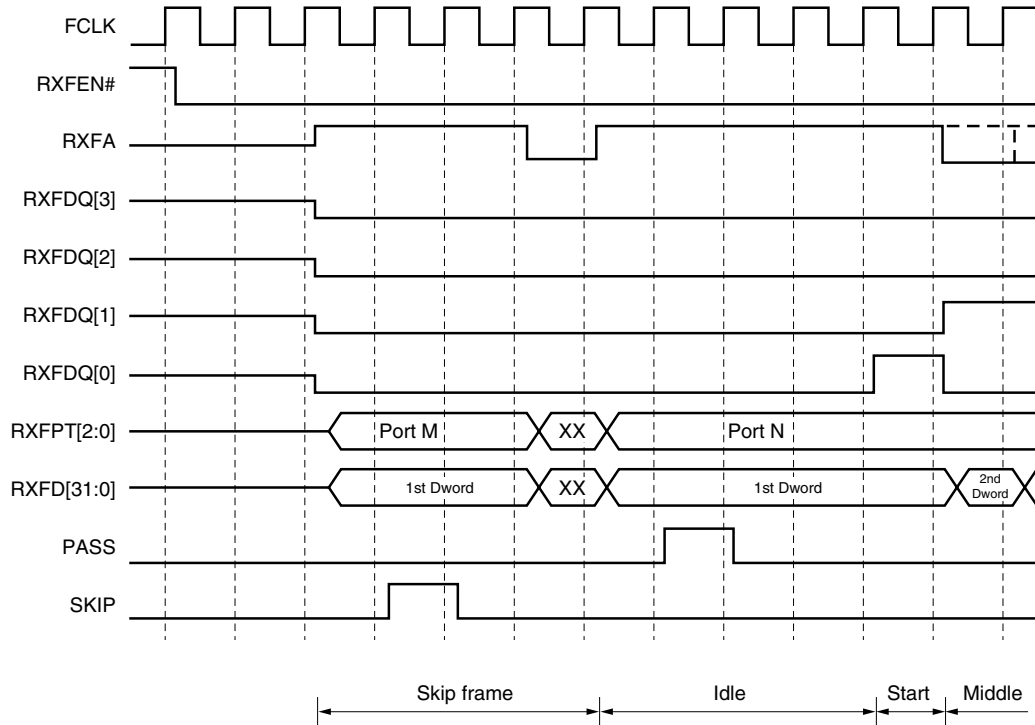 FCLK
RXFEN#
RXFA
RXFDQ[3]
RXFDQ[2]
RXFDQ[1]
RXFDQ[0]
RXFPT[2:0] Port M XX Port N
RXFD[31:0] 1st Dword XX 1st Dword 2nd Dword
PASS
SKIP
Skip frame Idle Start Middle